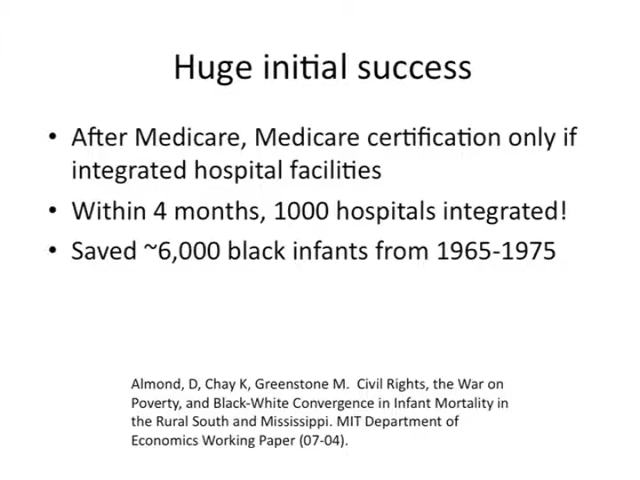 Huge initial success
• After Medicare, Medicare certification only if
integrated hospital facilities
• Within 4 months, 1000 hospitals integrated!
• Saved ~6,000 black infants from 1965-1975
Almond, D, Chay K, Greenstone M.  Civil Rights, the War on
Poverty, and Black-White Convergence in Infant Mortality in
the Rural South and Mississippi. MIT Department of
Economics Working Paper (07-04).